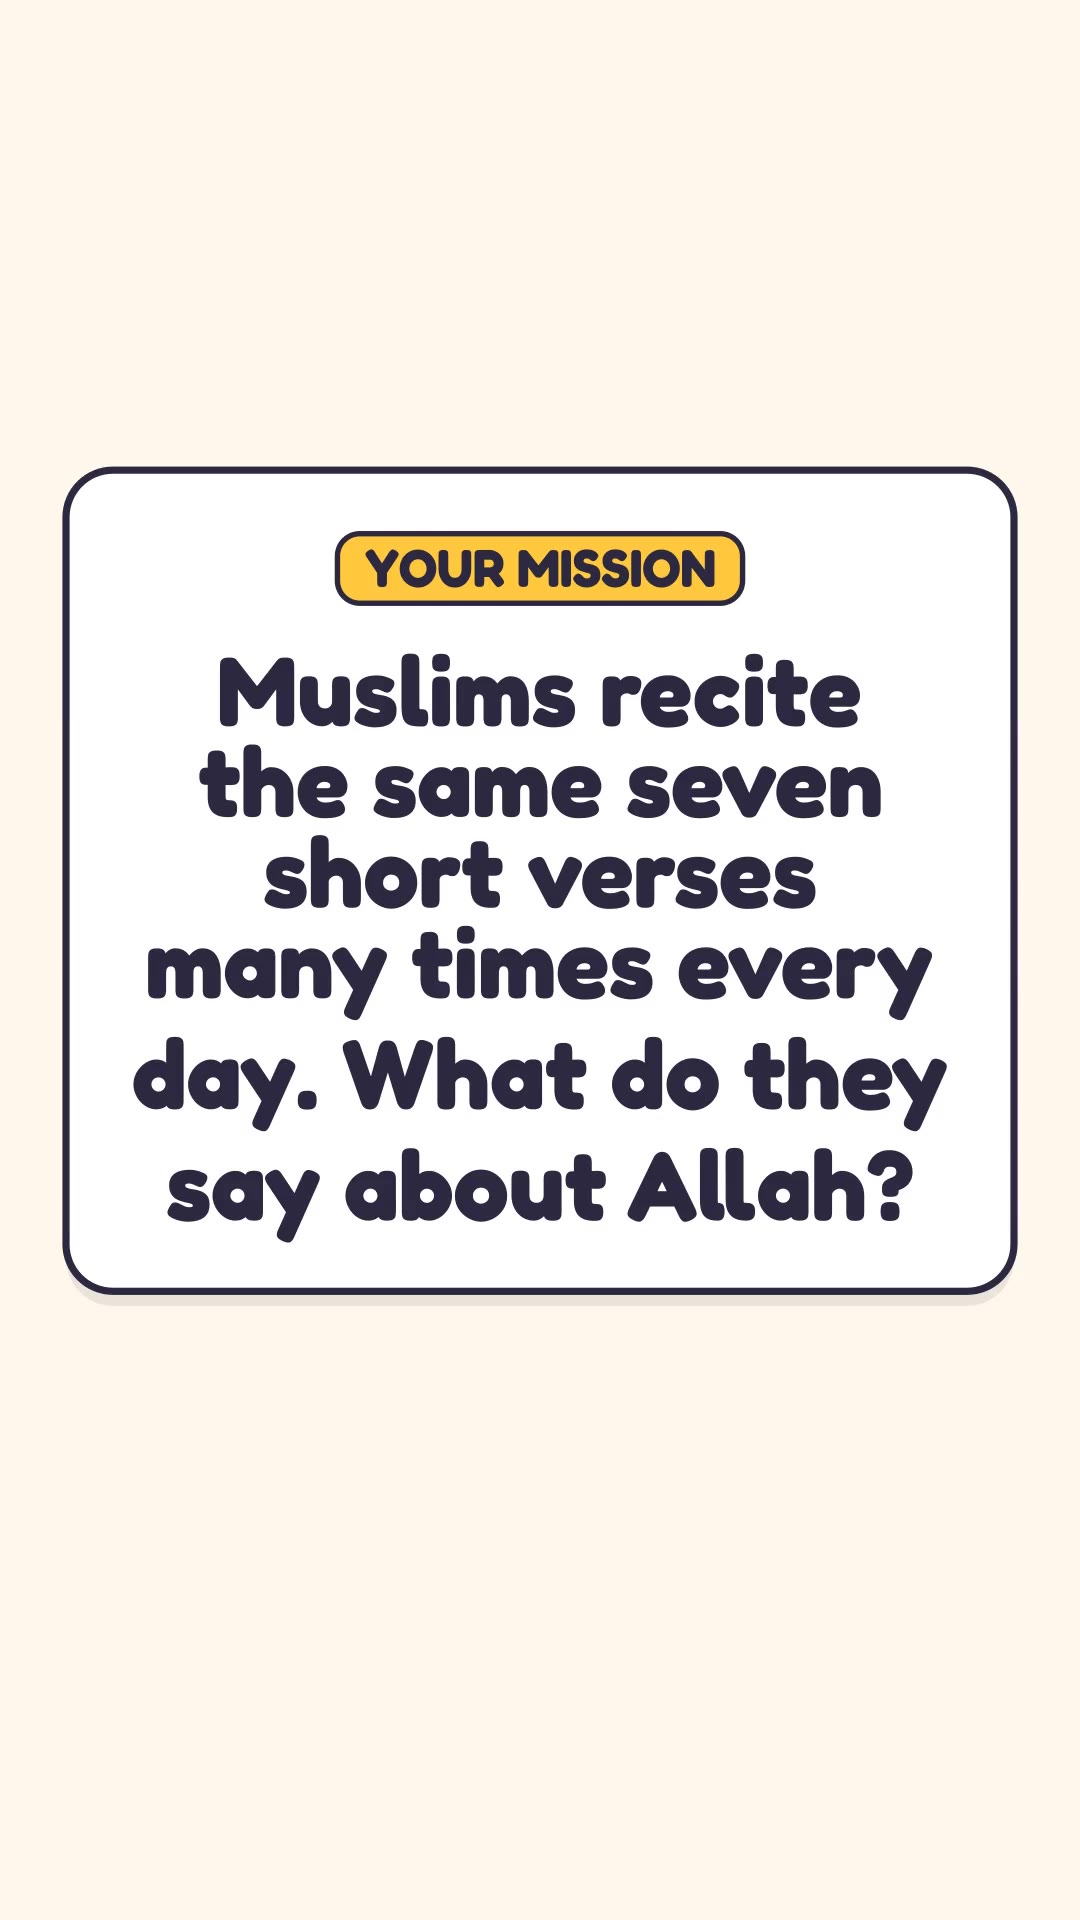 YOUR MISSION
Muslims recite
the same seven
short verses
many times every
day. What do they
say about Allah?